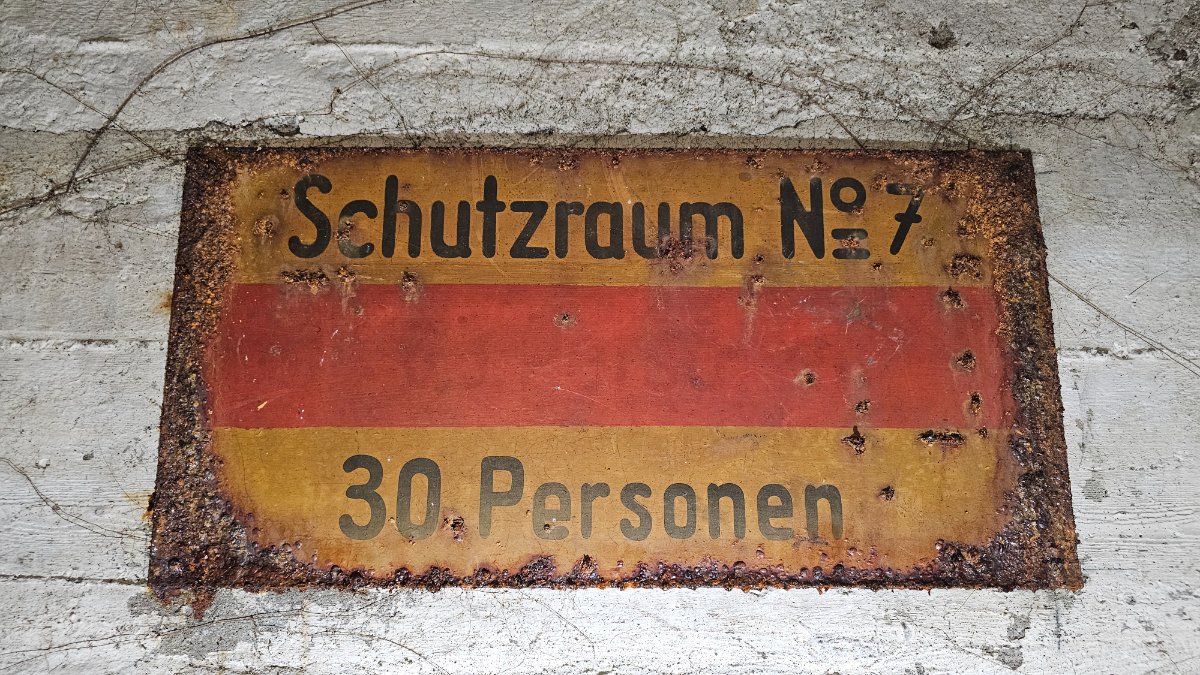 Schutzraum № 7
30 Personen